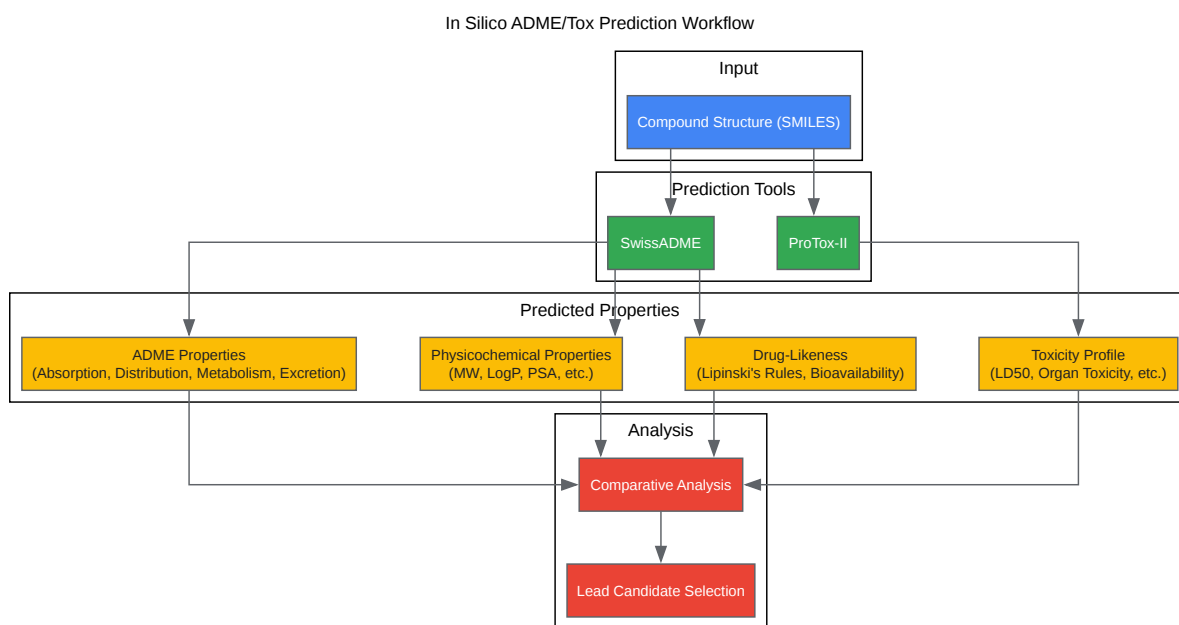 In Silico ADME/Tox Prediction Workflow
Input
Compound Structure (SMILES)
Prediction Tools
SwissADME
ProTox-II
Predicted Properties
ADME Properties
(Absorption, Distribution, Metabolism, Excretion)
Physicochemical Properties
(MW, LogP, PSA, etc.)
Drug-Likeness
(Lipinski's Rules, Bioavailability)
Toxicity Profile
(LD50, Organ Toxicity, etc.)
Analysis
Comparative Analysis
Lead Candidate Selection